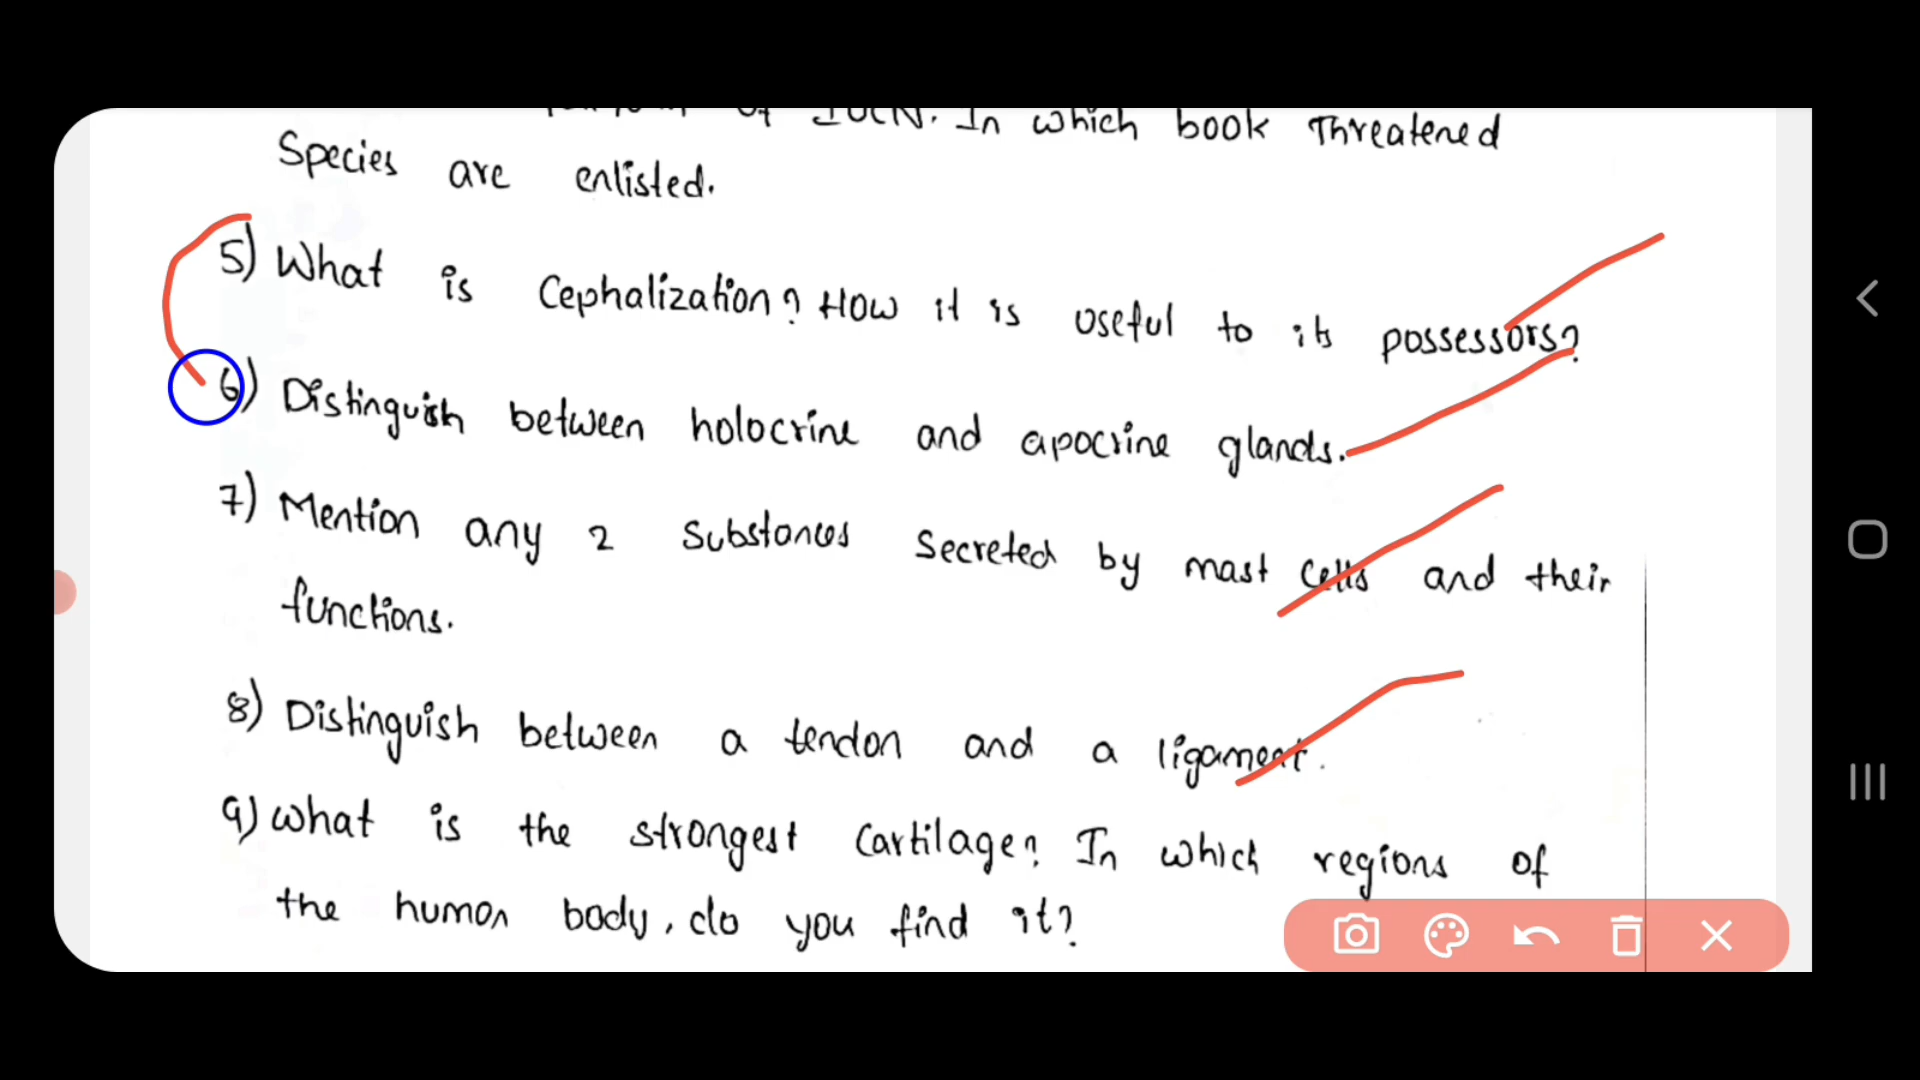 of IUCN. In which book Threatened
Species are enlisted.
5) What is Cephalization? How it is useful to its possessors?
6) Distinguish between holocrine and apocrine glands.
7) Mention any 2 Substances Secreted by mast cells and their
functions.
8) Distinguish between a tendon and a ligament.
9) What is the strongest Cartilage? In which regions of
the human body, do you find it?